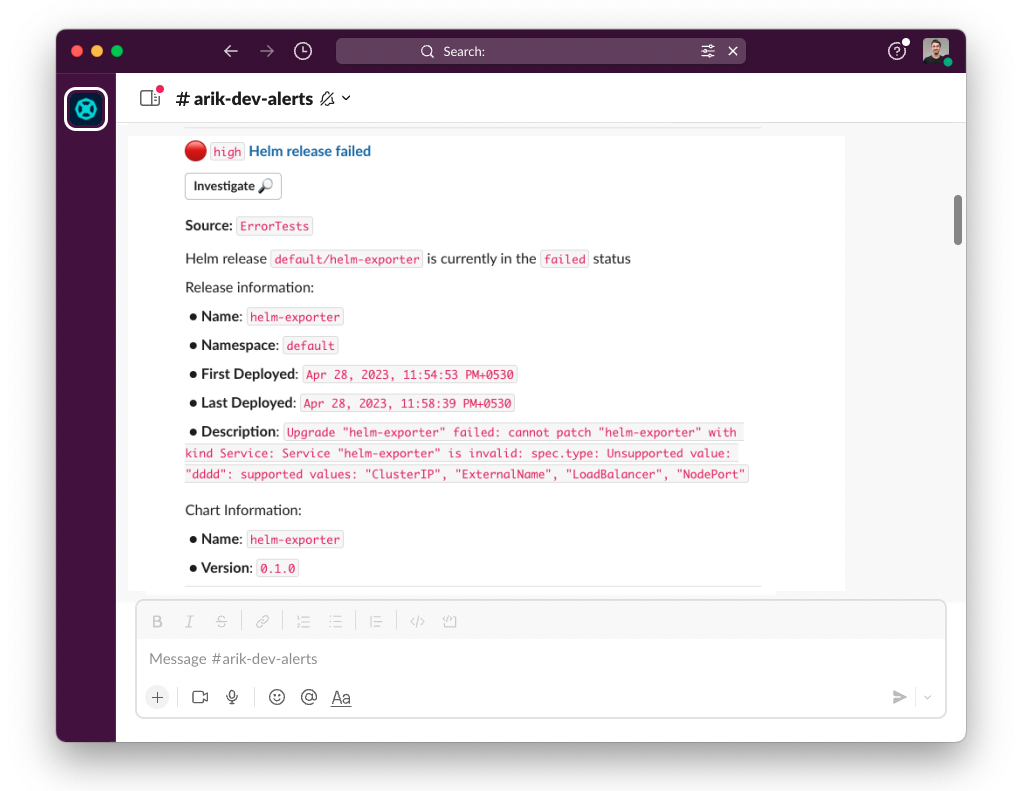 Search:
# arik-dev-alerts
high Helm release failed
Investigate
Source: ErrorTests
Helm release default/helm-exporter is currently in the failed status
Release information:
● Name: helm-exporter
● Namespace: default
● First Deployed: Apr 28, 2023, 11:54:53 PM+0530
● Last Deployed: Apr 28, 2023, 11:58:39 PM+0530
● Description: Upgrade "helm-exporter" failed: cannot patch "helm-exporter" with
kind Service: Service "helm-exporter" is invalid: spec.type: Unsupported value:
"dddd": supported values: "ClusterIP", "ExternalName", "LoadBalancer", "NodePort"
Chart Information:
● Name: helm-exporter
● Version: 0.1.0
Message #arik-dev-alerts
Aa